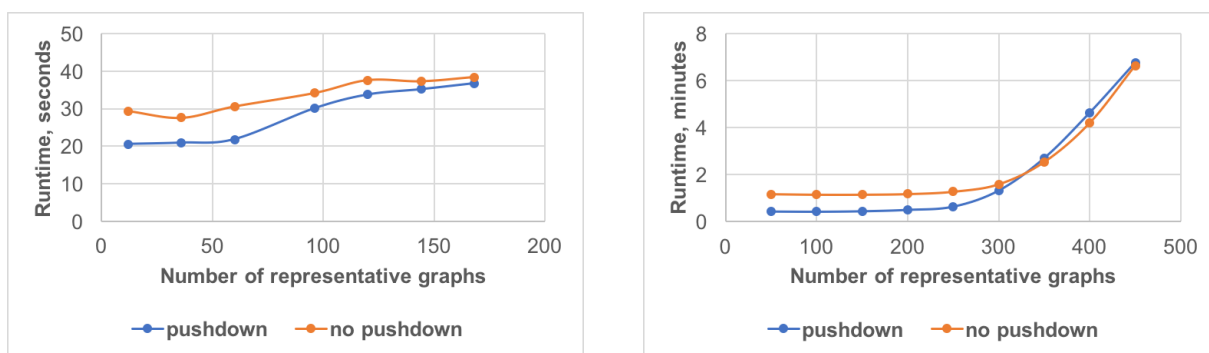 50
40
30
20
10
0
Runtime, seconds
0 50 100 150 200
Number of representative graphs
pushdown no pushdown
8
6
4
2
0
Runtime, minutes
0 100 200 300 400 500
Number of representative graphs
pushdown no pushdown